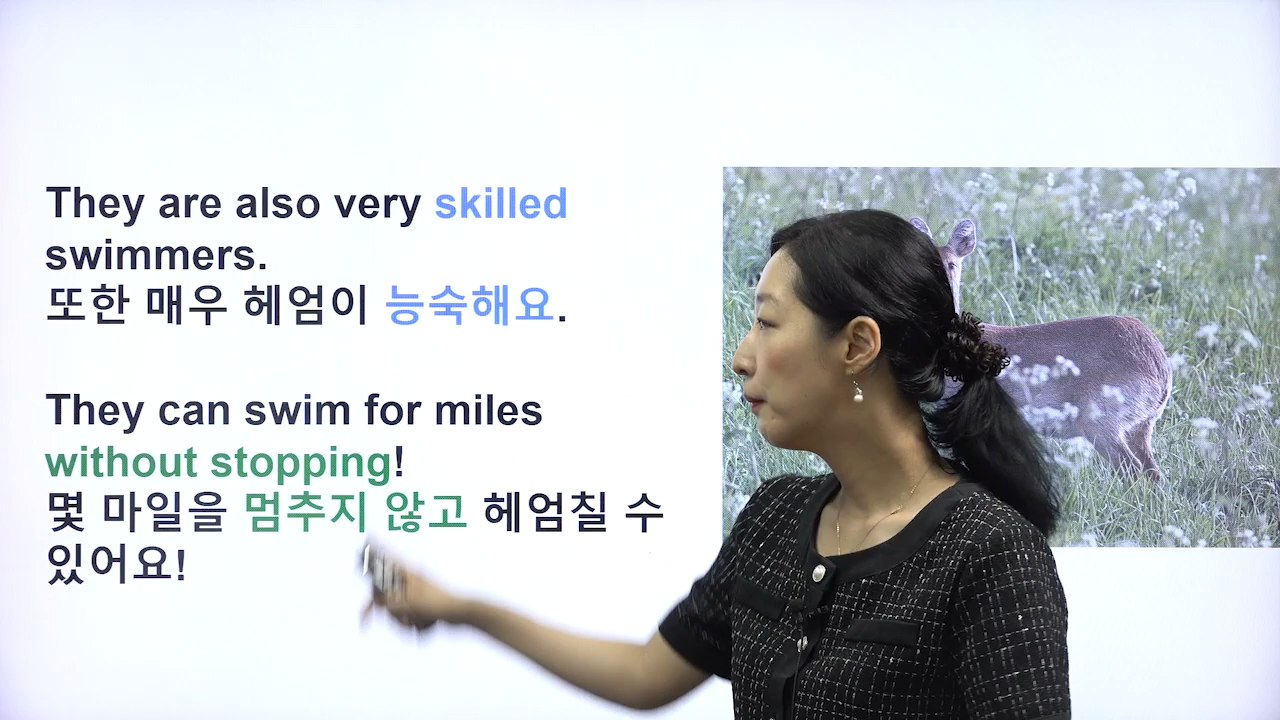 They are also very skilled
swimmers.
또한 매우 헤엄이 능숙해요.
They can swim for miles
without stopping!
몇 마일을 멈추지 않고 헤엄칠 수
있어요!